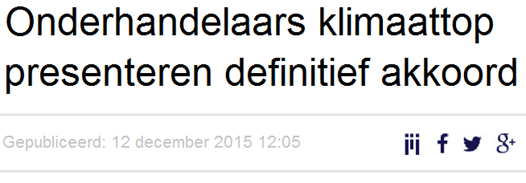 Onderhandelaars klimaattop
presenteren definitief akkoord
Gepubliceerd: 12 december 2015 12:05